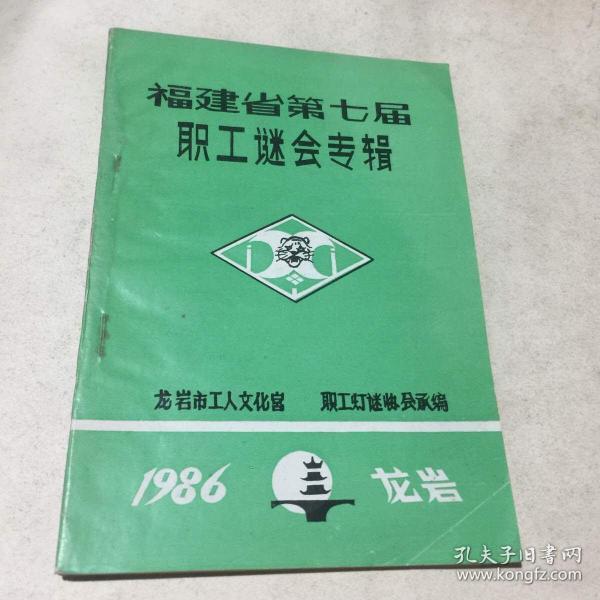 福建省第七届
职工谜会专辑
龙岩市工人文化宫 职工灯谜协会承编
1986 龙岩
孔夫子旧书网
www.kongfz.com